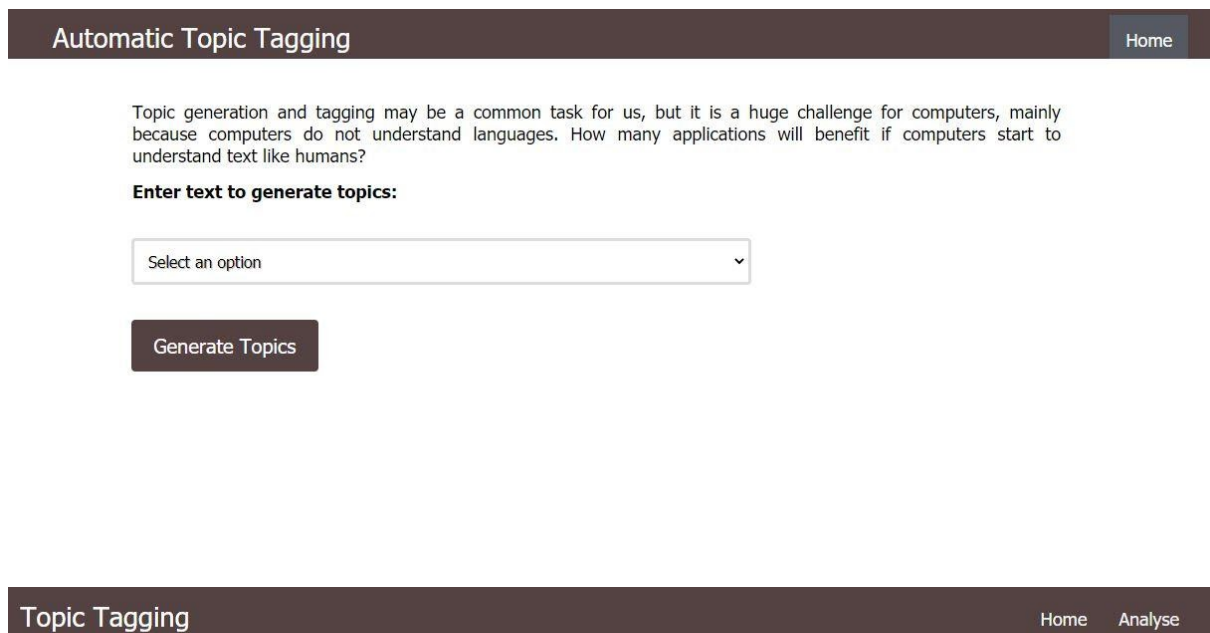 Automatic Topic Tagging Home
Topic generation and tagging may be a common task for us, but it is a huge challenge for computers, mainly
because computers do not understand languages. How many applications will benefit if computers start to
understand text like humans?
Enter text to generate topics:
Select an option
Generate Topics
Topic Tagging Home Analyse